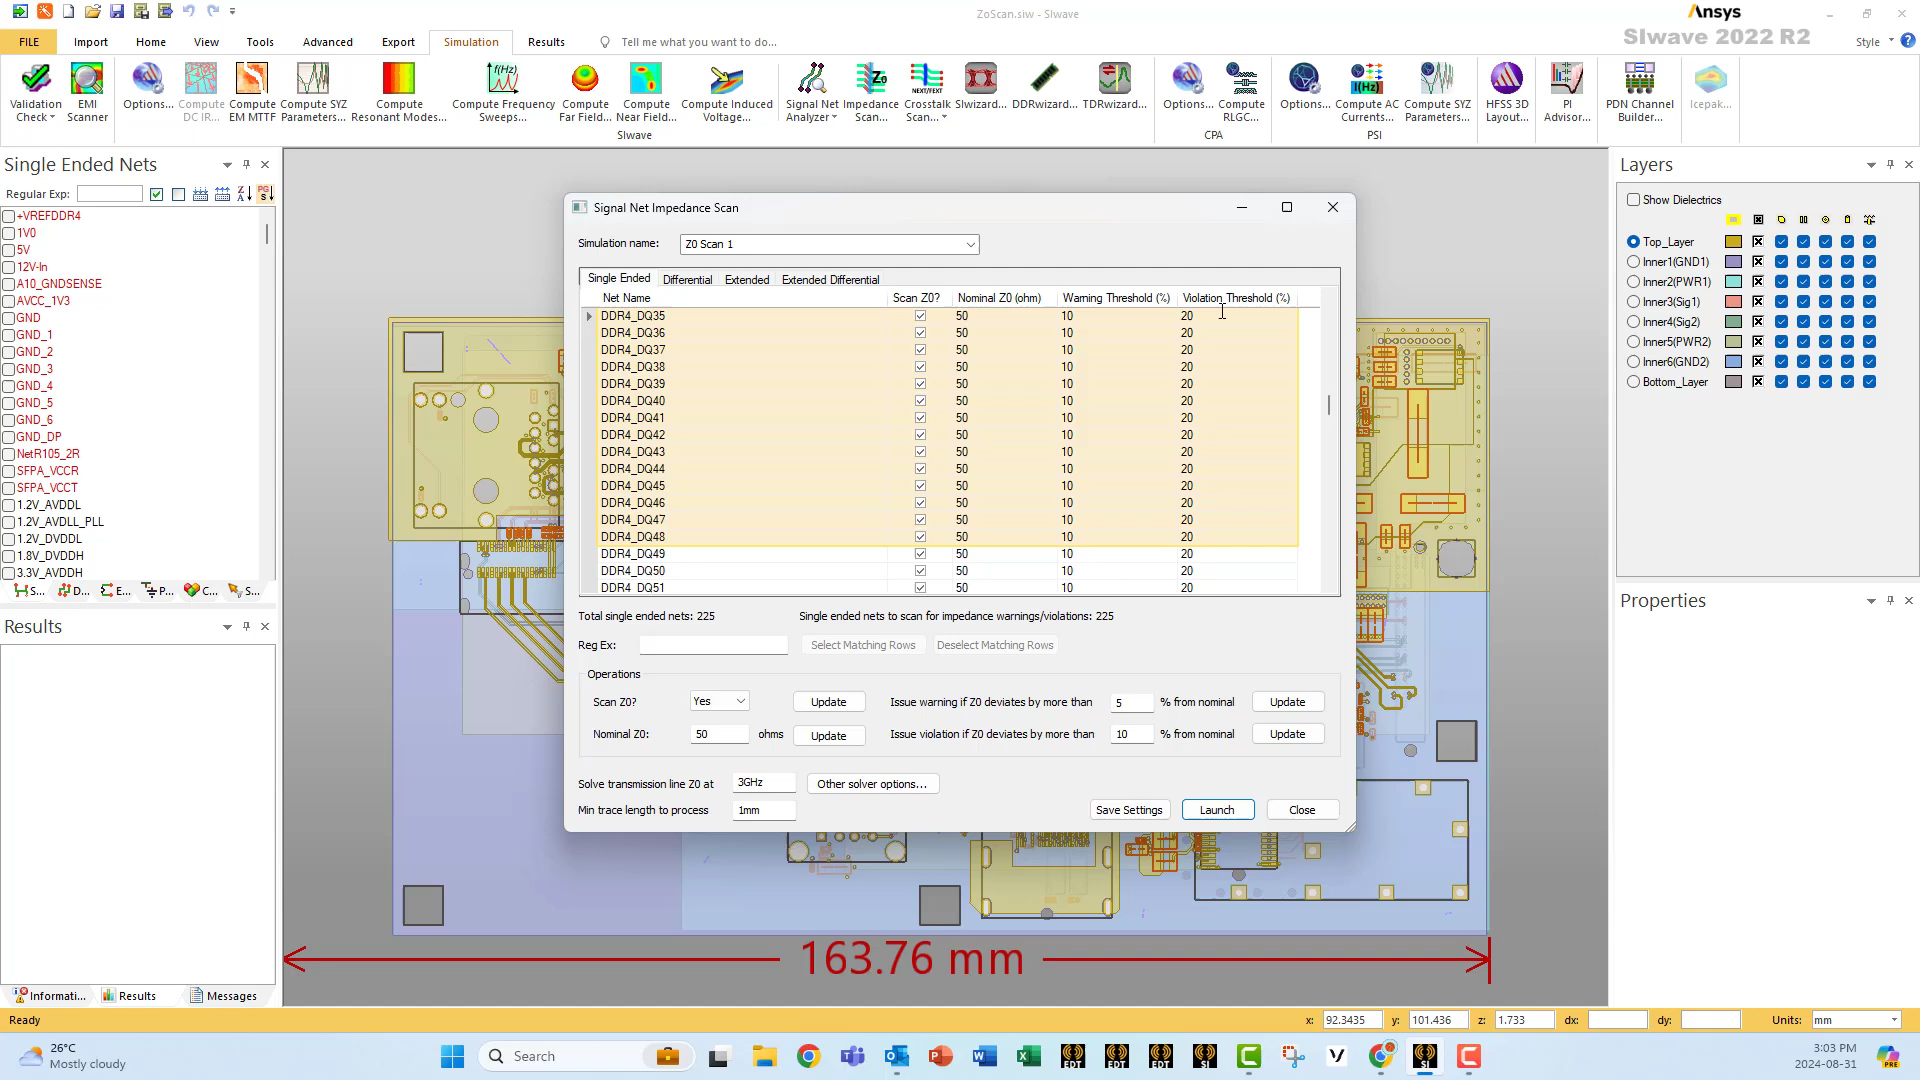 ZoScan.siw - SIwave
Ansys
SIwave 2022 R2
FILE Import Home View Tools Advanced Export Simulation Results Tell me what you want to do... Style
Validation Check
EMI Scanner
Options...
Compute DC IR...
Compute EM MTTF
Compute SYZ Parameters...
Compute Resonant Modes...
Compute Frequency Sweeps...
Compute Far Field...
Compute Near Field...
Compute Induced Voltage...
Signal Net Analyzer
Impedance Scan...
Crosstalk Scan...
SIwizard...
DDRwizard...
TDRwizard...
Options...
Compute RLGC...
Options...
Compute AC Currents...
Compute SYZ Parameters...
HFSS 3D Layout...
PI Advisor...
PDN Channel Builder...
Icepak...
SIwave CPA PSI
Single Ended Nets
Regular Exp:
+VREFDDR4
1V0
5V
12V-In
A10_GNDSENSE
AVCC_1V3
GND
GND_1
GND_2
GND_3
GND_4
GND_5
GND_6
GND_DP
NetR105_2R
SFPA_VCCR
SFPA_VCCT
1.2V_AVDDL
1.2V_AVDLL_PLL
1.2V_DVDDL
1.8V_DVDDH
3.3V_AVDDH
S... D... E... P... C... S...
Results
Informati... Results Messages
Signal Net Impedance Scan
Simulation name: Z0 Scan 1
Single Ended Differential Extended Extended Differential
Net Name Scan Z0? Nominal Z0 (ohm) Warning Threshold (%) Violation Threshold (%)
DDR4_DQ35 50 10 20
DDR4_DQ36 50 10 20
DDR4_DQ37 50 10 20
DDR4_DQ38 50 10 20
DDR4_DQ39 50 10 20
DDR4_DQ40 50 10 20
DDR4_DQ41 50 10 20
DDR4_DQ42 50 10 20
DDR4_DQ43 50 10 20
DDR4_DQ44 50 10 20
DDR4_DQ45 50 10 20
DDR4_DQ46 50 10 20
DDR4_DQ47 50 10 20
DDR4_DQ48 50 10 20
DDR4_DQ49 50 10 20
DDR4_DQ50 50 10 20
DDR4_DQ51 50 10 20
Total single ended nets: 225 Single ended nets to scan for impedance warnings/violations: 225
Reg Ex: Select Matching Rows Deselect Matching Rows
Operations
Scan Z0? Yes Update Issue warning if Z0 deviates by more than 5 % from nominal Update
Nominal Z0: 50 ohms Update Issue violation if Z0 deviates by more than 10 % from nominal Update
Solve transmission line Z0 at 3GHz Other solver options...
Min trace length to process 1mm Save Settings Launch Close
163.76 mm
Layers
Show Dielectrics
Top_Layer
Inner1(GND1)
Inner2(PWR1)
Inner3(Sig1)
Inner4(Sig2)
Inner5(PWR2)
Inner6(GND2)
Bottom_Layer
Properties
Ready x: 92.3435 y: 101.436 z: 1.733 dx: dy: Units: mm
26°C
Mostly cloudy
Search
EDT EDT EDT SI SI
3:03 PM
2024-08-31
PRE